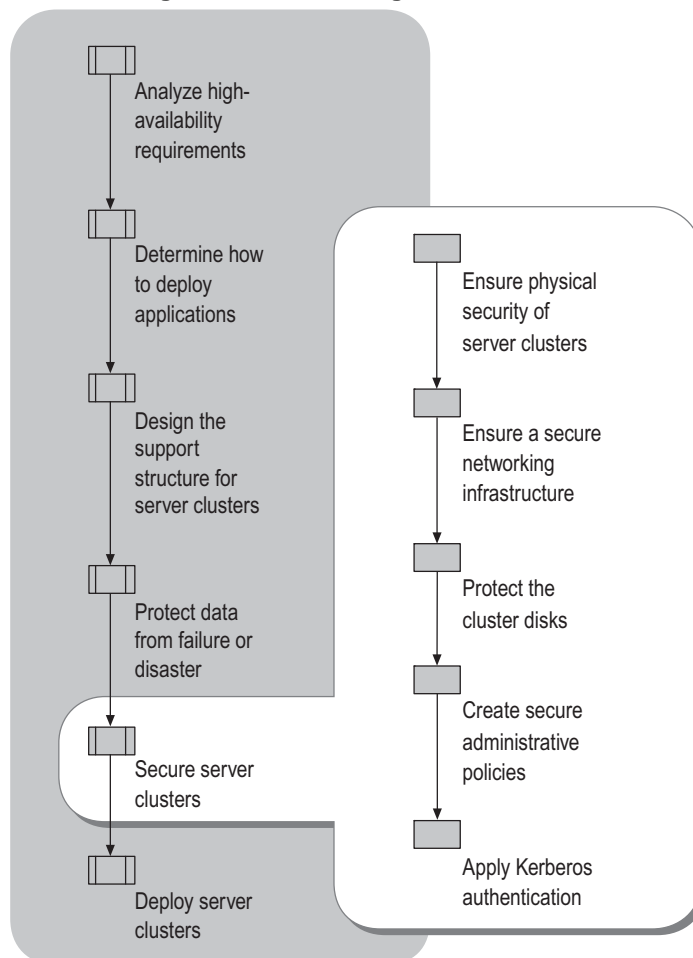 Analyze high-
availability
requirements
Determine how
to deploy
applications
Design the
support
structure for
server clusters
Protect data
from failure or
disaster
Secure server
clusters
Deploy server
clusters
Ensure physical
security of
server clusters
Ensure a secure
networking
infrastructure
Protect the
cluster disks
Create secure
administrative
policies
Apply Kerberos
authentication